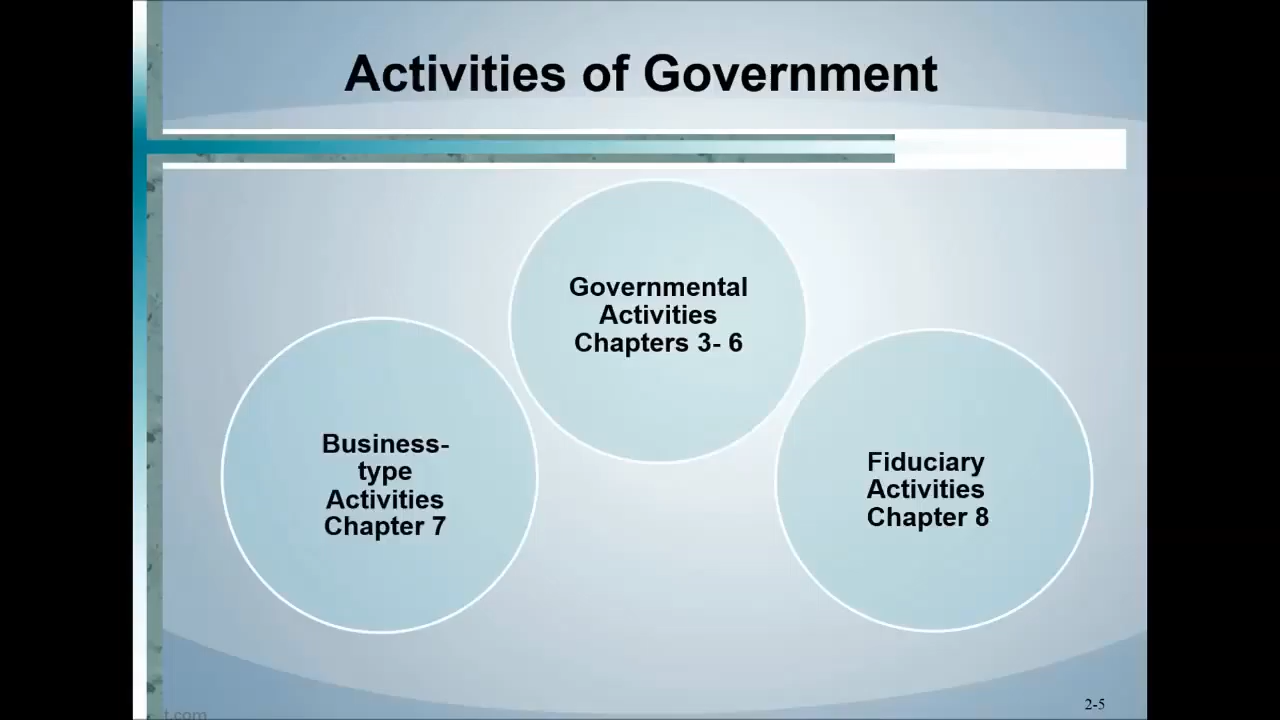 Activities of Government
Governmental
Activities
Chapters 3- 6
Business-
type
Activities
Chapter 7
Fiduciary
Activities
Chapter 8
2-5
t.com